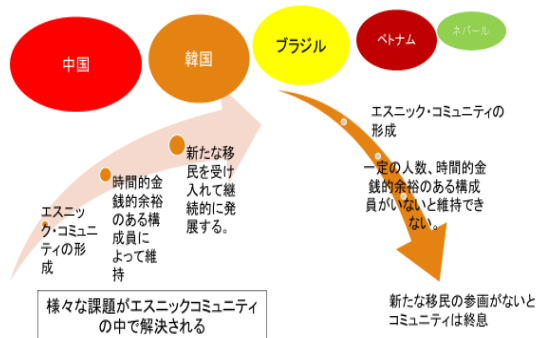 中国
韓国
ブラジル
ベトナム
ネパール
エスニッ
ク・コミュニ
ティの形
成
時間的金
銭的余裕
のある構
成員に
よって維
持
新たな移
民を受け
入れて継
続的に発
展する。
様々な課題がエスニックコミュニティ
の中で解決される
エスニック・コミュニティの
形成
一定の人数、時間的金
銭的余裕のある構成
員がいないと維持でき
ない。
新たな移民の参画がないと
コミュニティは終息